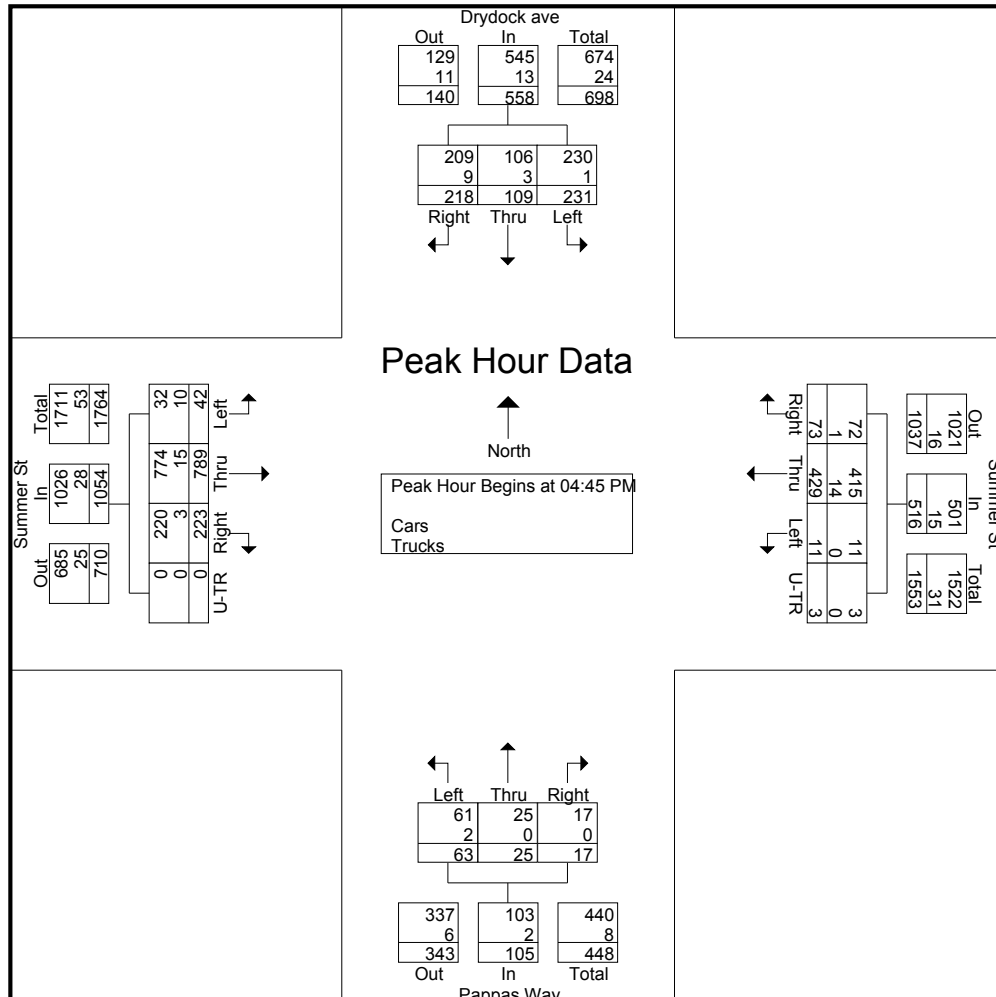 Drydock ave
Out In Total
129 545 674
11 13 24
140 558 698
209 106 230
9 3 1
218 109 231
Right Thru Left
Peak Hour Data
North
Peak Hour Begins at 04:45 PM
Cars
Trucks
Summer St
Total In Out
1711 1026 685
53 28 25
1764 1054 710
32 774 220 0
10 15 3 0
42 789 223 0
Left Thru Right U-TR
Summer St
Out In Total
1021 501 1522
16 15 31
1037 516 1553
72 415 11 3
1 14 0 0
73 429 11 3
Right Thru Left U-TR
Left Thru Right
61 25 17
2 0 0
63 25 17
337 103 440
6 2 8
343 105 448
Out In Total
Pappas Way